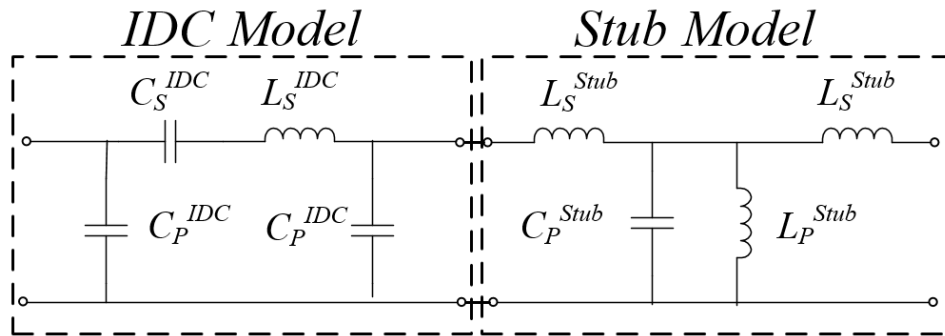 IDC Model
Stub Model
C_S^IDC
L_S^IDC
L_S^Stub
L_S^Stub
C_P^IDC
C_P^IDC
C_P^Stub
L_P^Stub